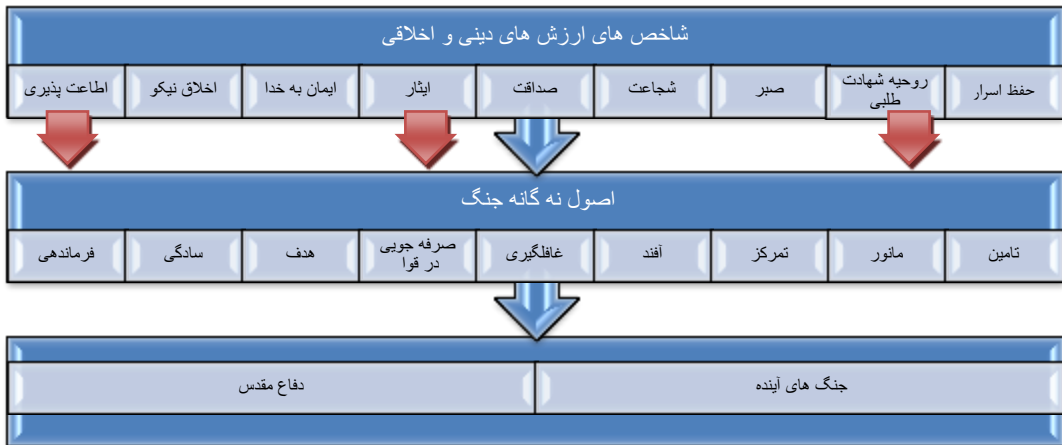 شاخص های ارزش های دینی و اخلاقی
حفظ اسرار
روحیه شهادت
طلبی
صبر
شجاعت
صداقت
ایثار
ایمان به خدا
اخلاق نیکو
اطاعت پذیری
اصول نه گانه جنگ
تامین
مانور
تمرکز
آفند
غافلگیری
صرفه جویی
در قوا
هدف
سادگی
فرماندهی
جنگ های آینده
دفاع مقدس